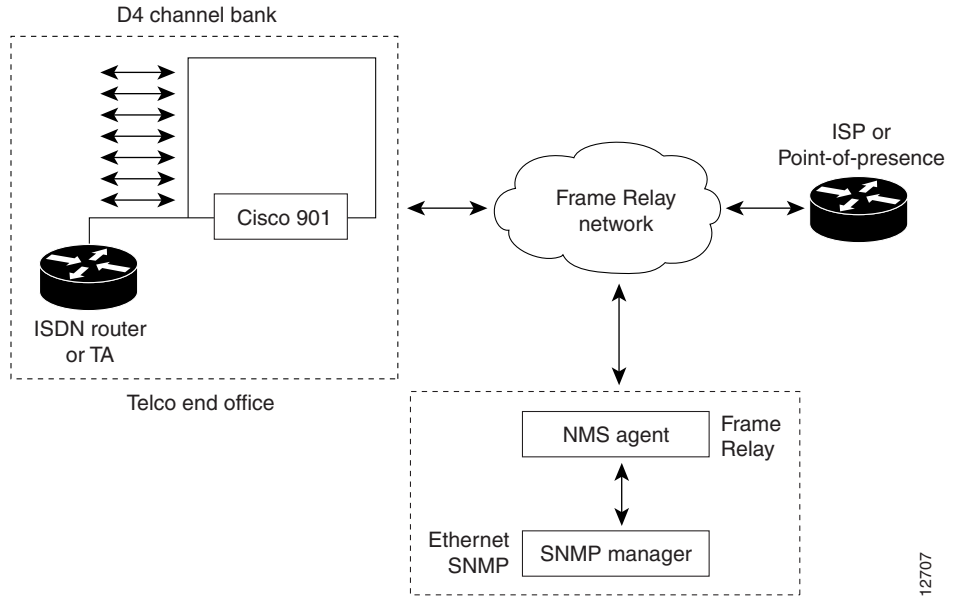 D4 channel bank
Cisco 901
ISDN router
or TA
Telco end office
Frame Relay
network
ISP or
Point-of-presence
NMS agent
Frame
Relay
Ethernet
SNMP
SNMP manager
12707